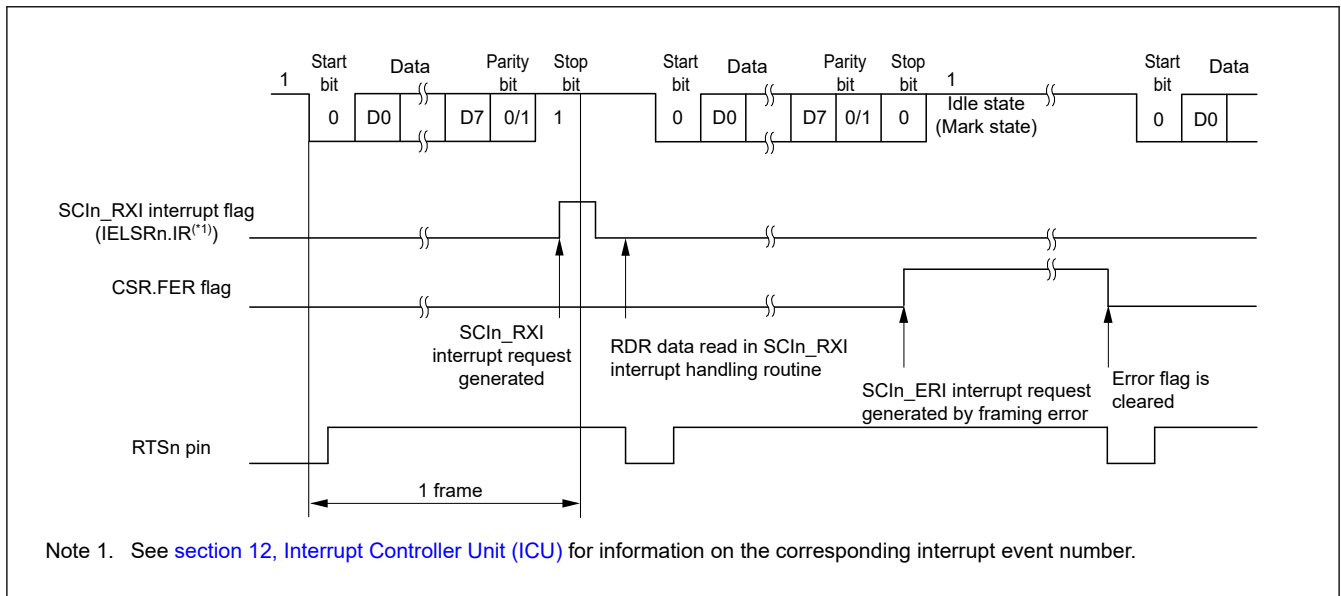 Start bit
Data
Parity bit
Stop bit
Start bit
Data
Parity bit
Stop bit
1
Start bit
Data
1
0
D0
D7
0/1
1
0
D0
D7
0/1
0
Idle state
(Mark state)
0
D0
SCIn_RXI interrupt flag
(IELSRn.IR(*1))
CSR.FER flag
SCIn_RXI
interrupt request
generated
RDR data read in SCIn_RXI
interrupt handling routine
SCIn_ERI interrupt request
generated by framing error
Error flag is
cleared
RTSn pin
1 frame
Note 1. See section 12, Interrupt Controller Unit (ICU) for information on the corresponding interrupt event number.